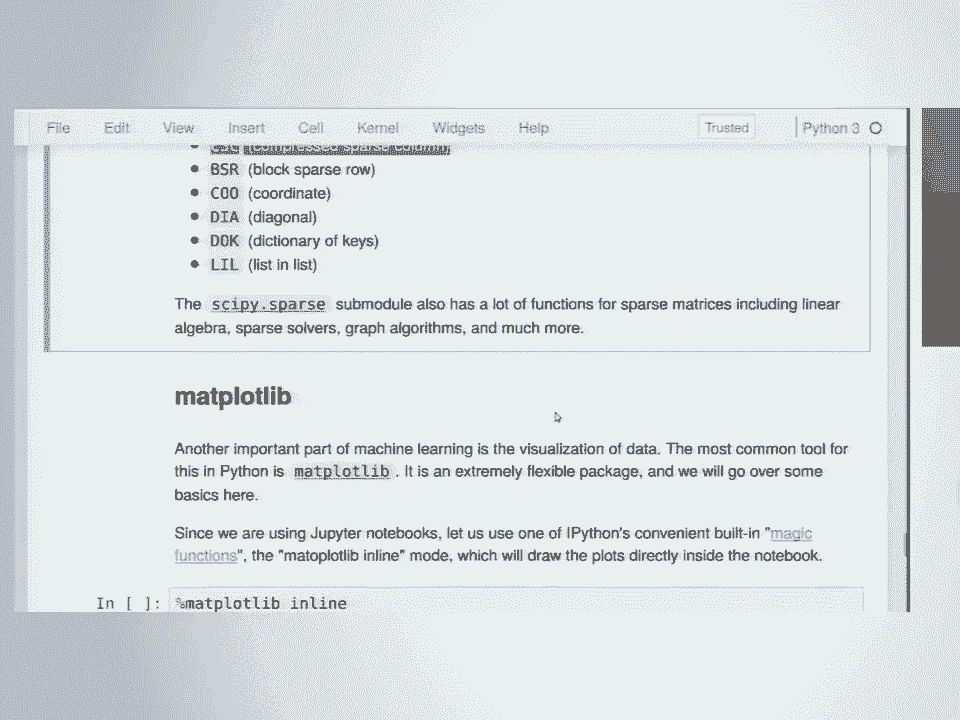 File Edit View Insert Cell Kernel Widgets Help Trusted Python 3
(compressed sparse column)
BSR (block sparse row)
COO (coordinate)
DIA (diagonal)
DOK (dictionary of keys)
LIL (list in list)
The scipy.sparse submodule also has a lot of functions for sparse matrices including linear
algebra, sparse solvers, graph algorithms, and much more.
matplotlib
Another important part of machine learning is the visualization of data. The most common tool for
this in Python is matplotlib. It is an extremely flexible package, and we will go over some
basics here.
Since we are using Jupyter notebooks, let us use one of IPython's convenient built-in "magic
functions", the "matoplotlib inline" mode, which will draw the plots directly inside the notebook.
In [ ]: %matplotlib inline